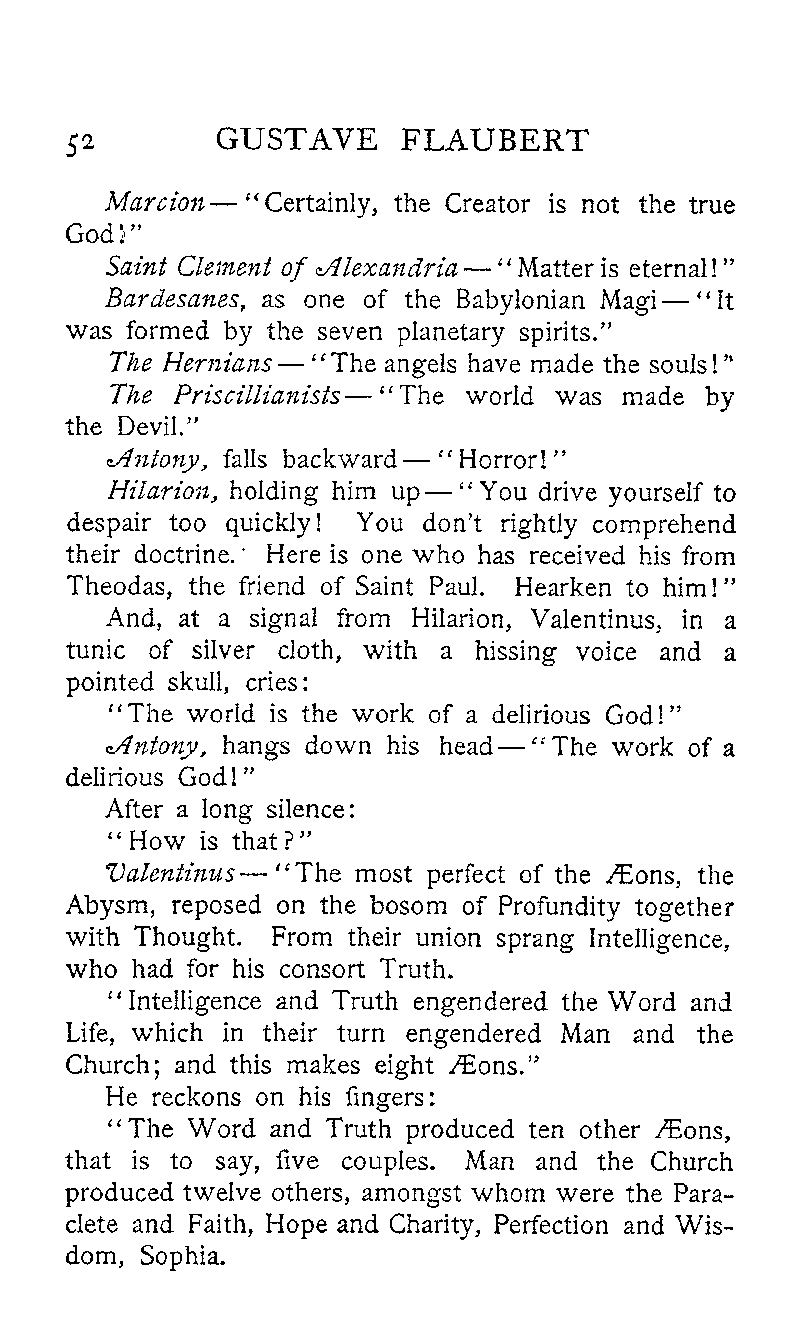 52 GUSTAVE FLAUBERT
Marcion— "Certainly, the Creator is not the true
God!"
Saint Clement of Alexandria— "Matter is eternal!"
Bardesanes, as one of the Babylonian Magi— "It
was formed by the seven planetary spirits."
The Hernians— "The angels have made the souls!"
The Priscillianists— "The world was made by
the Devil."
Antony, falls backward— "Horror!"
Hilarion, holding him up— "You drive yourself to
despair too quickly! You don't rightly comprehend
their doctrine. Here is one who has received his from
Theodas, the friend of Saint Paul. Hearken to him!"
And, at a signal from Hilarion, Valentinus, in a
tunic of silver cloth, with a hissing voice and a
pointed skull, cries:
"The world is the work of a delirious God!"
Antony, hangs down his head— "The work of a
delirious God!"
After a long silence:
"How is that?"
Valentinus— "The most perfect of the Æons, the
Abysm, reposed on the bosom of Profundity together
with Thought. From their union sprang Intelligence,
who had for his consort Truth.
"Intelligence and Truth engendered the Word and
Life, which in their turn engendered Man and the
Church; and this makes eight Æons."
He reckons on his fingers:
"The Word and Truth produced ten other Æons,
that is to say, five couples. Man and the Church
produced twelve others, amongst whom were the Para-
clete and Faith, Hope and Charity, Perfection and Wis-
dom, Sophia.